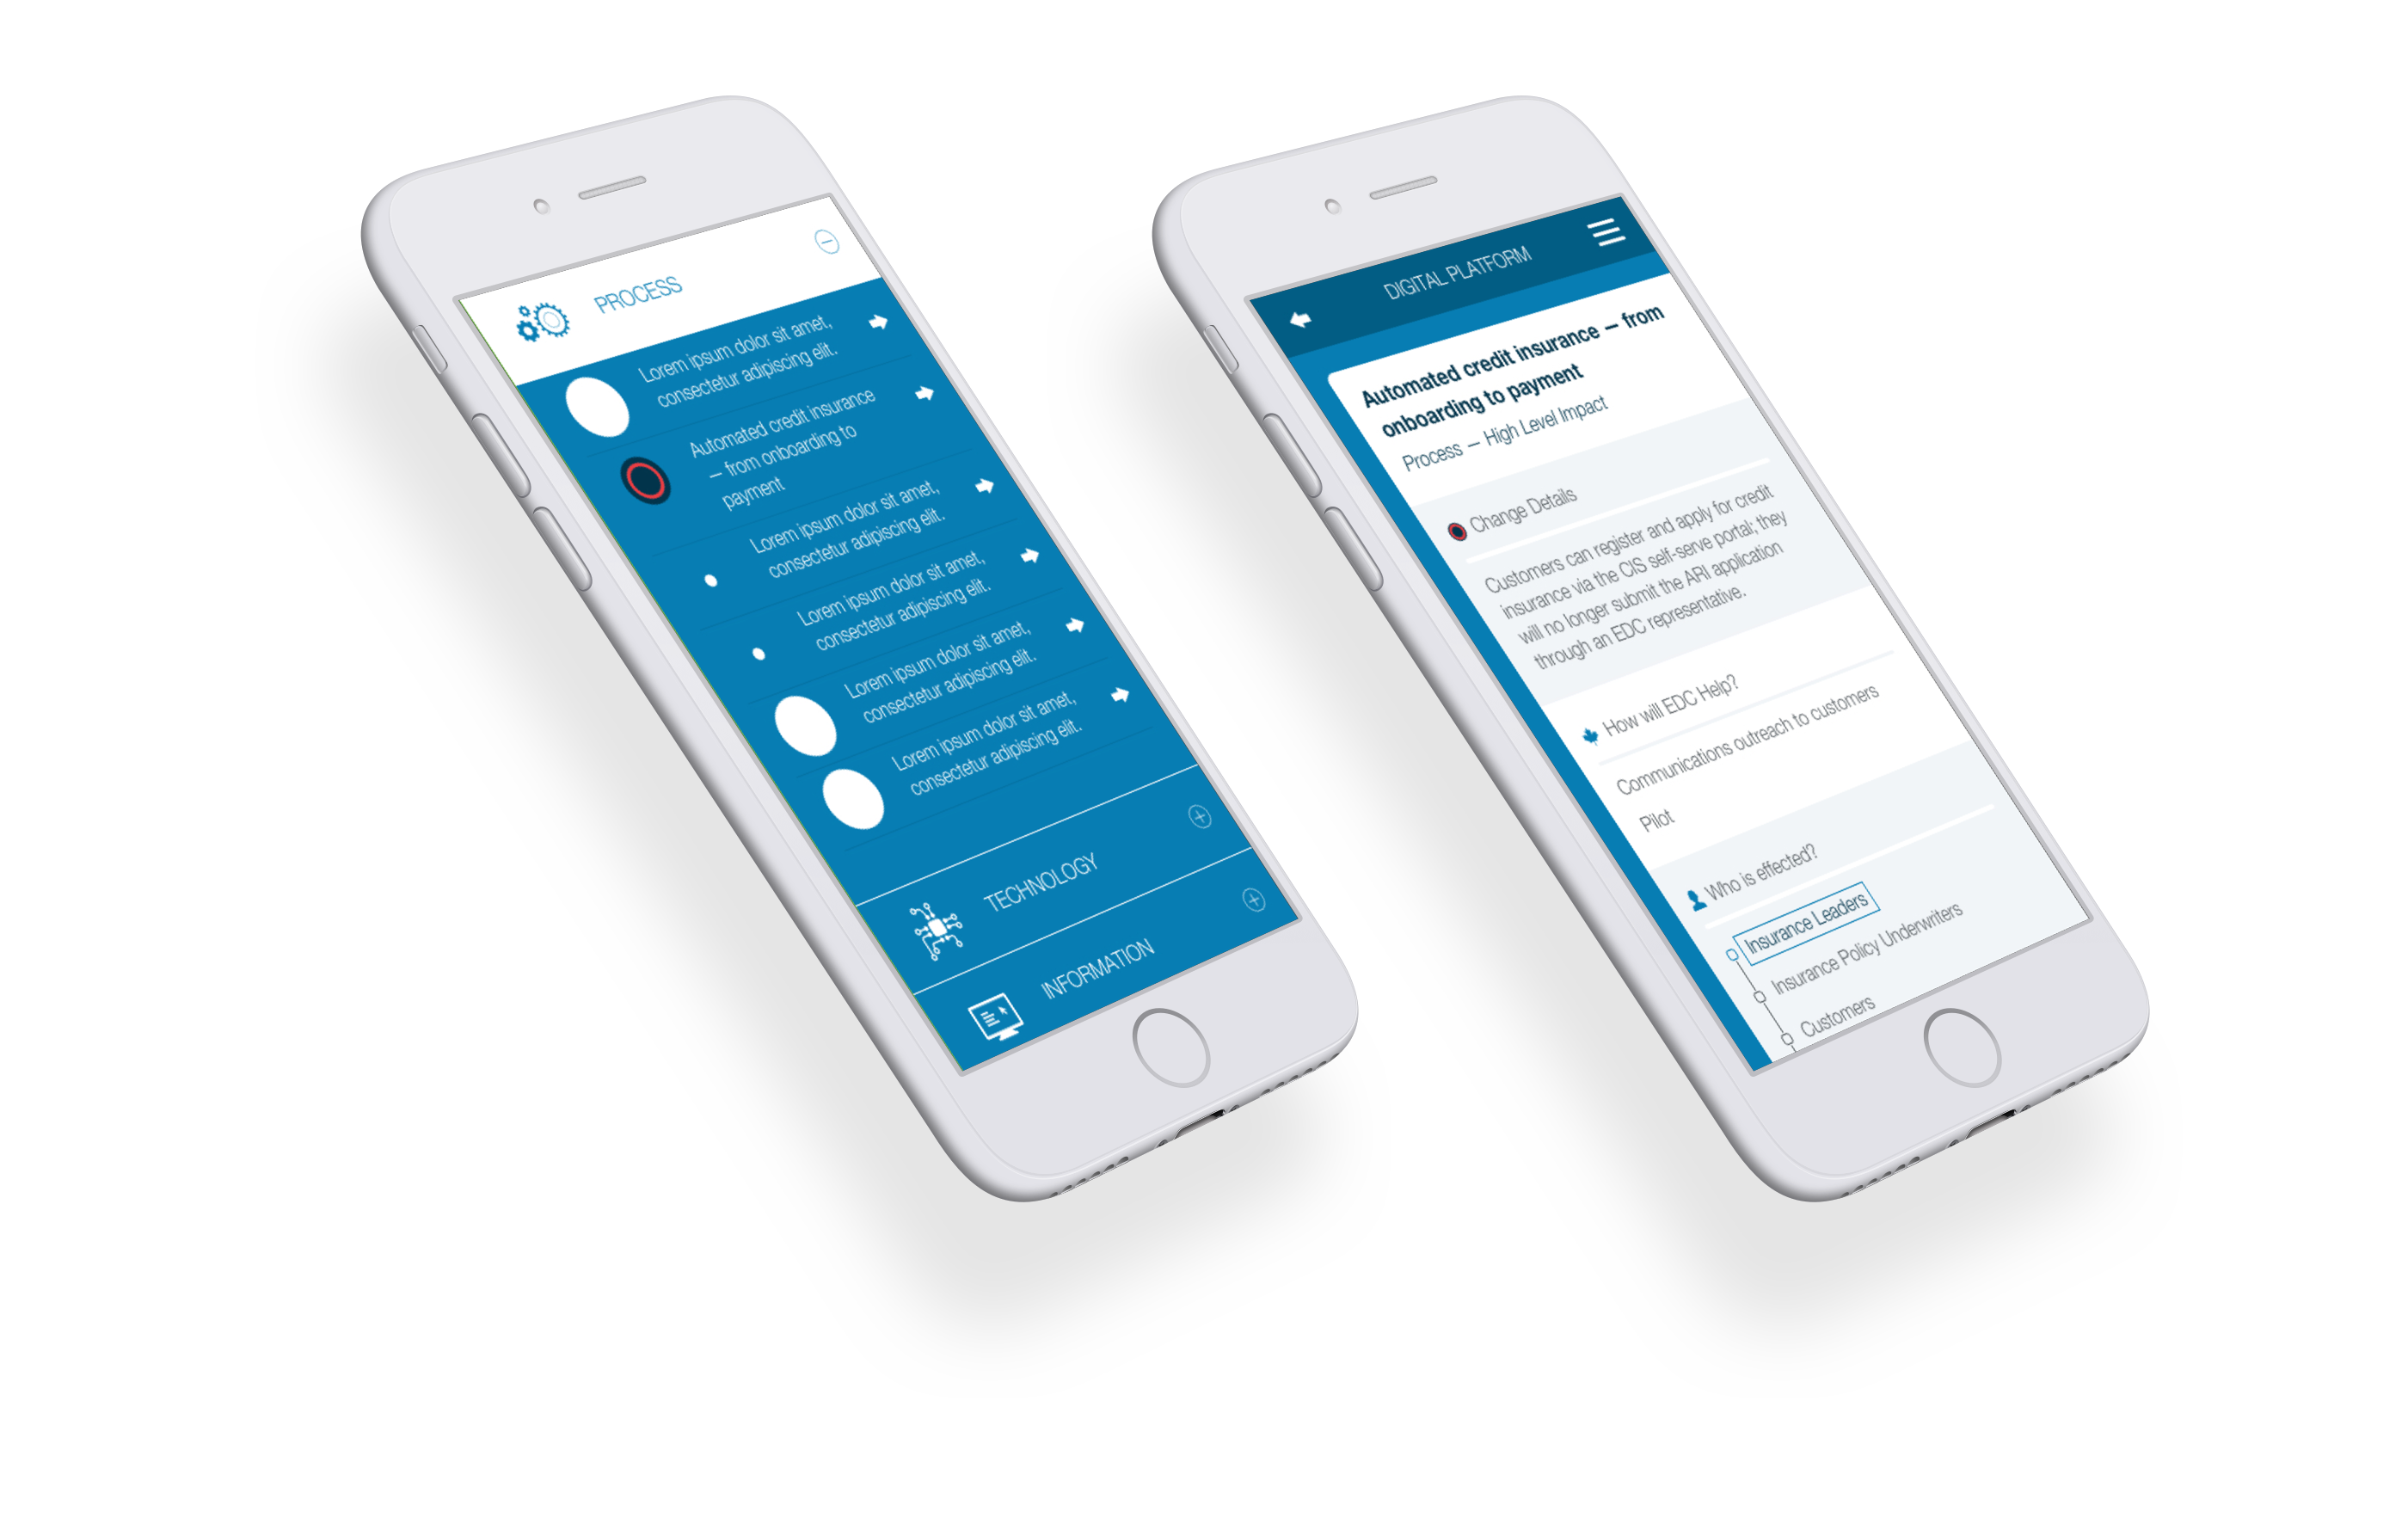 PROCESS
Lorem ipsum dolor sit amet,
consectetur adipiscing elit.
Automated credit insurance
— from onboarding to
payment
Lorem ipsum dolor sit amet,
consectetur adipiscing elit.
Lorem ipsum dolor sit amet,
consectetur adipiscing elit.
Lorem ipsum dolor sit amet,
consectetur adipiscing elit.
Lorem ipsum dolor sit amet,
consectetur adipiscing elit.
TECHNOLOGY
INFORMATION
DIGITAL PLATFORM
Automated credit insurance — from
onboarding to payment
Process — High Level Impact
Change Details
Customers can register and apply for credit
insurance via the CIS self-serve portal; they
will no longer submit the ARI application
through an EDC representative.
How will EDC Help?
Communications outreach to customers
Pilot
Who is effected?
Insurance Leaders
Insurance Policy Underwriters
Customers